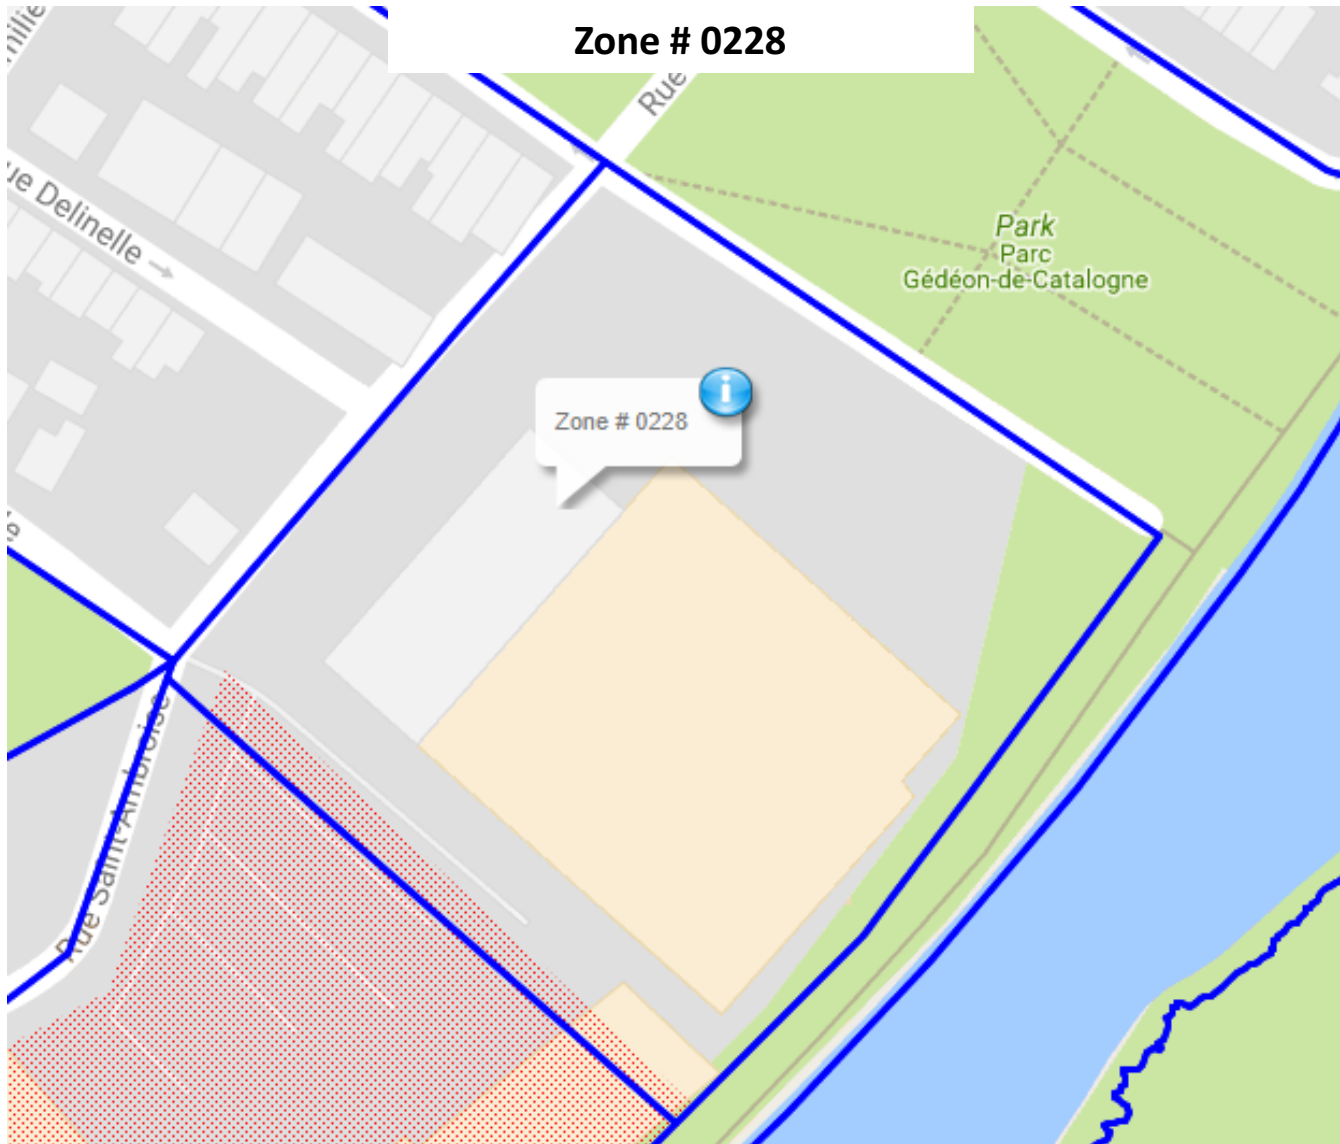 Zone # 0228
Rue
ue Delinelle
Park
Parc
Gédéon-de-Catalogne
Zone # 0228
Rue Saint-Ambroise